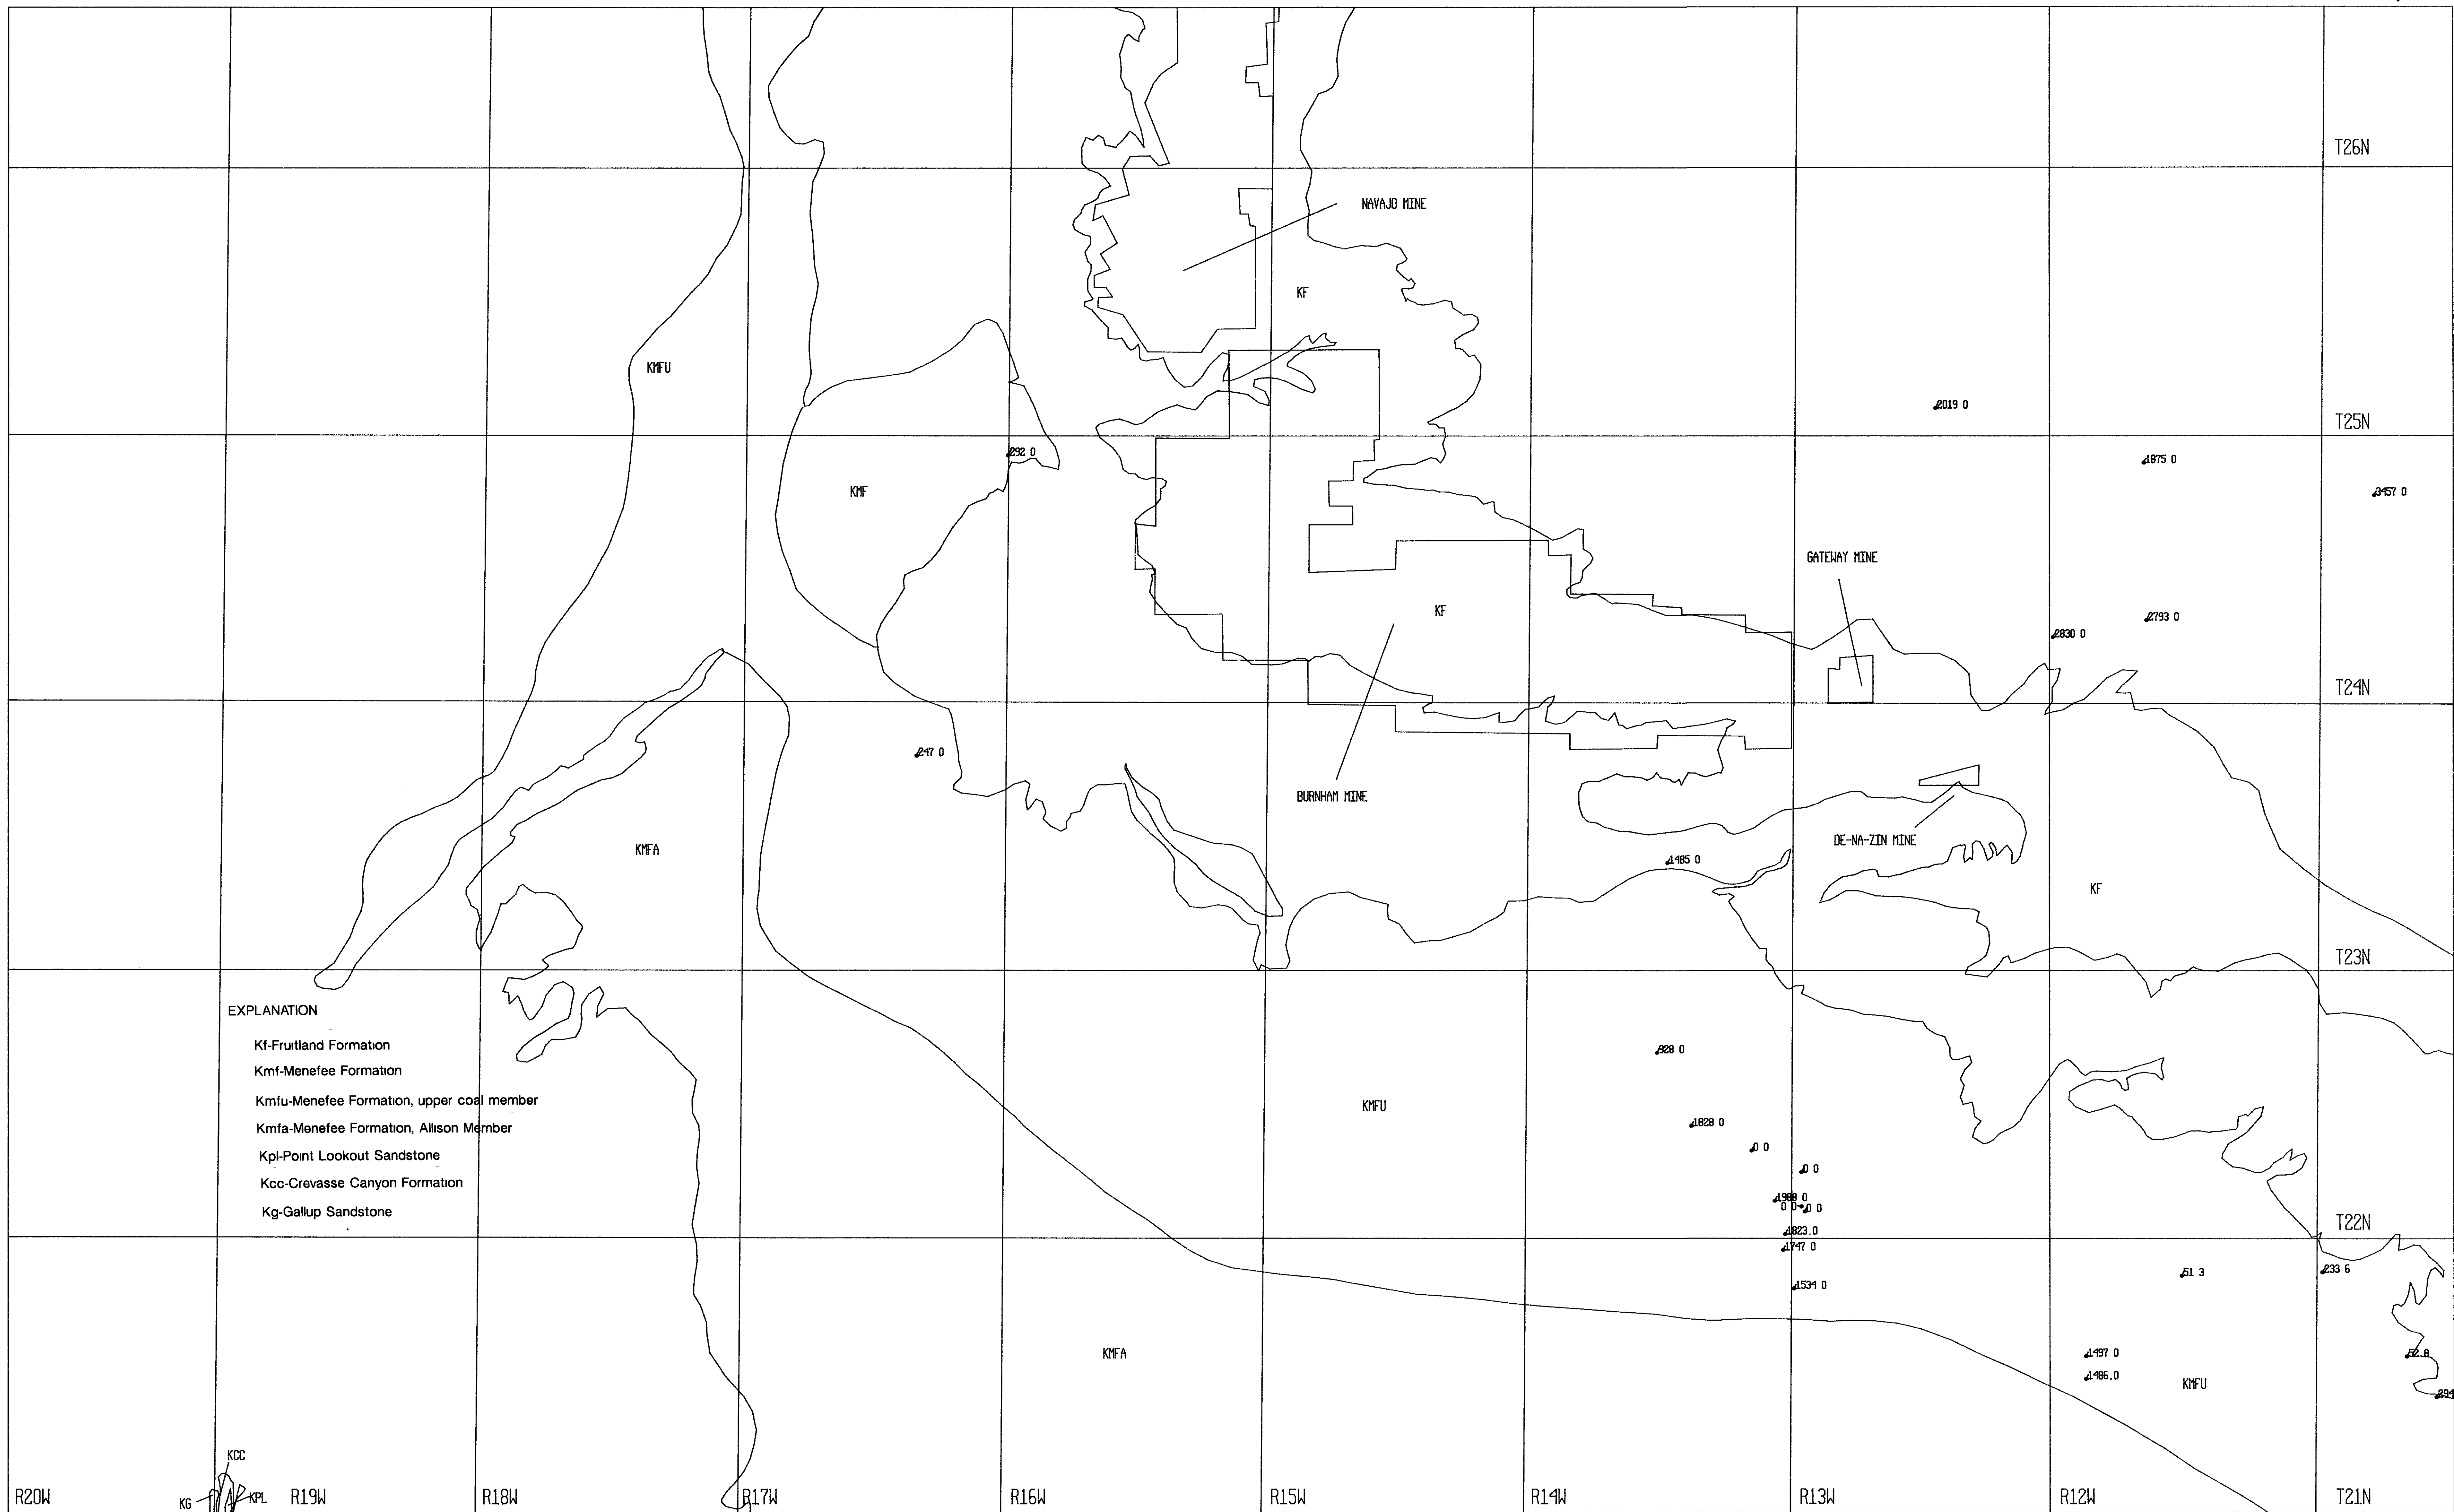 T26N
NAVAJO MINE
KF
KMFU
2019 0
T25N
292 0
1875 0
KMF
3457 0
GATEWAY MINE
KF
2793 0
2830 0
T24N
247 0
BURNHAM MINE
DE-NA-ZIN MINE
KMFA
1485 0
KF
T23N
EXPLANATION
Kf-Fruitland Formation
Kmf-Menefee Formation
Kmfu-Menefee Formation, upper coal member
Kmfa-Menefee Formation, Allison Member
Kpl-Point Lookout Sandstone
Kcc-Crevasse Canyon Formation
Kg-Gallup Sandstone
KMFU
1828 0
0 0
0 0
1988 0
0 0
0 0
T22N
1823.0
1747 0
51 3
233 6
1534 0
KMFA
1497 0
52.8
1486.0
KMFU
294
KCC
KG
KPL
R20W
R19W
R18W
R17W
R16W
R15W
R14W
R13W
R12W
T21N